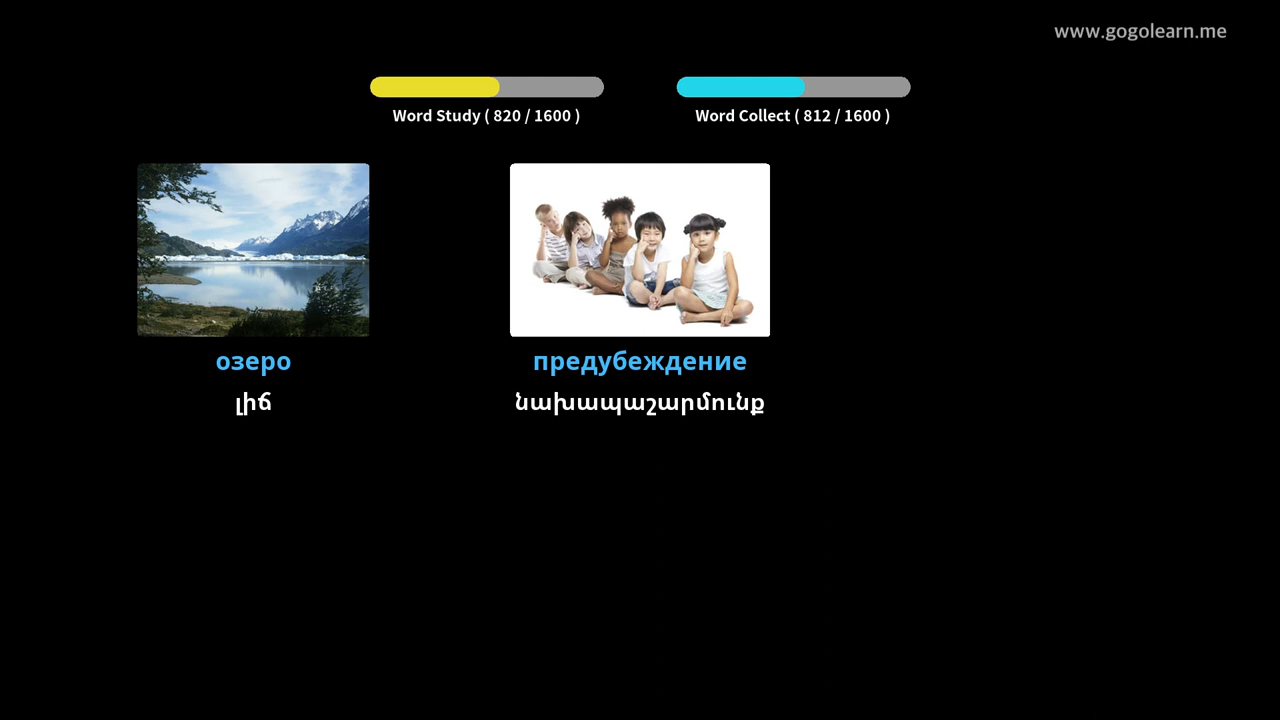 www.gogolearn.me
Word Study ( 820 / 1600 )
Word Collect ( 812 / 1600 )
озеро
լիճ
предубеждение
նախապաշարմունք